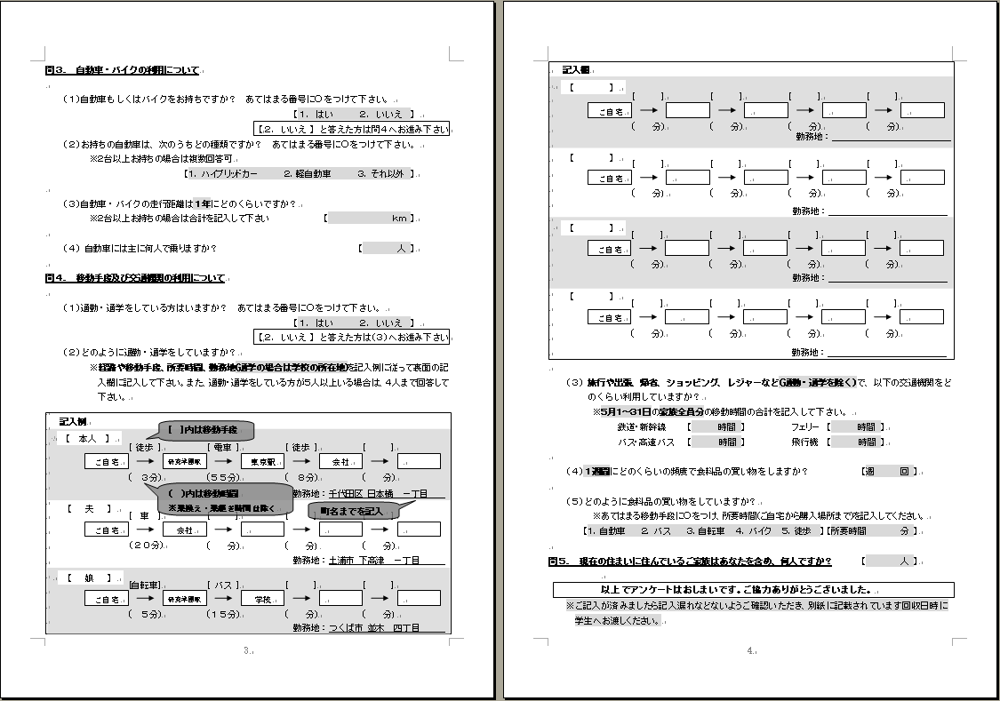 問3. 自動車・バイクの利用について
(1)自動車もしくはバイクをお持ちですか? あてはまる番号に○をつけて下さい。
【1. はい 2. いいえ 】
【2. いいえ 】と答えた方は問4へお進み下さい
(2)お持ちの自動車は、次のうちどの種類ですか? あてはまる番号に○をつけて下さい。
※2台以上お持ちの場合は複数回答可
【1. ハイブリッドカー 2. 軽自動車 3. それ以外 】
(3)自動車・バイクの走行距離は1年にどのくらいですか?
※2台以上お持ちの場合は合計を記入して下さい 【 km 】
(4) 自動車には主に何人で乗りますか? 【 人 】
問4. 移動手段及び交通機関の利用について
(1)通勤・通学をしている方はいますか? あてはまる番号に○をつけて下さい。
【1. はい 2. いいえ 】
【2. いいえ 】と答えた方は(3)へお進み下さい
(2)どのように通勤・通学をしていますか?
※経路や移動手段、所要時間、勤務地(通学の場合は学校の所在地)を記入例に従って裏面の記
入欄に記入して下さい。また、通勤・通学をしている方が5人以上いる場合は、4人まで回答して
下さい。
記入例
[ ]内は移動手段
【 本人 】
[ 徒歩 ] [ 電車 ] [ 徒歩 ] [ ]
ご自宅 → 研究学園駅 → 東京駅 → 会社 →
( 3分) (55分) ( 8分) ( 分)
( )内は移動時間
※乗換え・乗継ぎ時間は除く
勤務地: 千代田区 日本橋 一丁目
町名までを記入
【 夫 】
[ 車 ] [ ] [ ] [ ]
ご自宅 → 会社 → → →
(20分) ( 分) ( 分) ( 分)
勤務地: 土浦市 下高津 一丁目
【 娘 】
[自転車] [ バス ] [ ] [ ]
ご自宅 → 研究学園駅 → 学校 → →
( 5分) (15分) ( 分) ( 分)
勤務地: つくば市 並木 四丁目
3
記入欄
【 】
[ ] [ ] [ ] [ ]
ご自宅 → → → →
( 分) ( 分) ( 分) ( 分)
勤務地:
【 】
[ ] [ ] [ ] [ ]
ご自宅 → → → →
( 分) ( 分) ( 分) ( 分)
勤務地:
【 】
[ ] [ ] [ ] [ ]
ご自宅 → → → →
( 分) ( 分) ( 分) ( 分)
勤務地:
【 】
[ ] [ ] [ ] [ ]
ご自宅 → → → →
( 分) ( 分) ( 分) ( 分)
勤務地:
(3) 旅行や出張、帰省、ショッピング、レジャーなど(通勤・通学を除く)で、以下の交通機関をど
のくらい利用していますか?
※5月1~31日の家族全員分の移動時間の合計を記入して下さい。
鉄道・新幹線 【 時間 】 フェリー 【 時間 】
バス・高速バス 【 時間 】 飛行機 【 時間 】
(4)1週間にどのくらいの頻度で食料品の買い物をしますか? 【週 回 】
(5)どのように食料品の買い物をしていますか?
※あてはまる移動手段に○をつけ、所要時間(ご自宅から購入場所まで)を記入してください。
【1. 自動車 2. バス 3. 自転車 4. バイク 5. 徒歩 】【所要時間 分 】
問5. 現在の住まいに住んでいるご家族はあなたを含め、何人ですか? 【 人 】
以上でアンケートはおしまいです。ご協力ありがとうございました。
※ご記入が済みましたら記入漏れなどないようご確認いただき、別紙に記載されています回収日時に
学生へお渡しください。
4